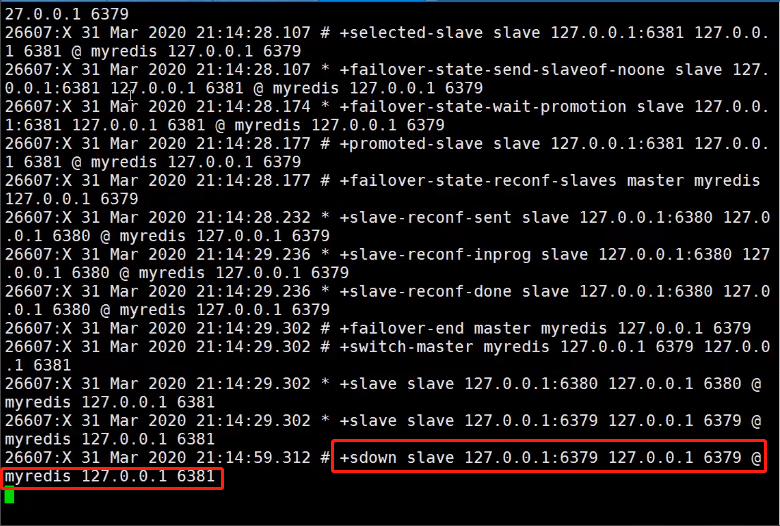 27.0.0.1 6379
26607:X 31 Mar 2020 21:14:28.107 # +selected-slave slave 127.0.0.1:6381 127.0.0.
1 6381 @ myredis 127.0.0.1 6379
26607:X 31 Mar 2020 21:14:28.107 * +failover-state-send-slaveof-noone slave 127.
0.0.1:6381 127.0.0.1 6381 @ myredis 127.0.0.1 6379
26607:X 31 Mar 2020 21:14:28.174 * +failover-state-wait-promotion slave 127.0.0.
1:6381 127.0.0.1 6381 @ myredis 127.0.0.1 6379
26607:X 31 Mar 2020 21:14:28.177 # +promoted-slave slave 127.0.0.1:6381 127.0.0.
1 6381 @ myredis 127.0.0.1 6379
26607:X 31 Mar 2020 21:14:28.177 # +failover-state-reconf-slaves master myredis
127.0.0.1 6379
26607:X 31 Mar 2020 21:14:28.232 * +slave-reconf-sent slave 127.0.0.1:6380 127.0
.0.1 6380 @ myredis 127.0.0.1 6379
26607:X 31 Mar 2020 21:14:29.236 * +slave-reconf-inprog slave 127.0.0.1:6380 127
.0.0.1 6380 @ myredis 127.0.0.1 6379
26607:X 31 Mar 2020 21:14:29.236 * +slave-reconf-done slave 127.0.0.1:6380 127.0
.0.1 6380 @ myredis 127.0.0.1 6379
26607:X 31 Mar 2020 21:14:29.302 # +failover-end master myredis 127.0.0.1 6379
26607:X 31 Mar 2020 21:14:29.302 # +switch-master myredis 127.0.0.1 6379 127.0.0
.1 6381
26607:X 31 Mar 2020 21:14:29.302 * +slave slave 127.0.0.1:6380 127.0.0.1 6380 @
myredis 127.0.0.1 6381
26607:X 31 Mar 2020 21:14:29.302 * +slave slave 127.0.0.1:6379 127.0.0.1 6379 @
myredis 127.0.0.1 6381
26607:X 31 Mar 2020 21:14:59.312 # +sdown slave 127.0.0.1:6379 127.0.0.1 6379 @
myredis 127.0.0.1 6381